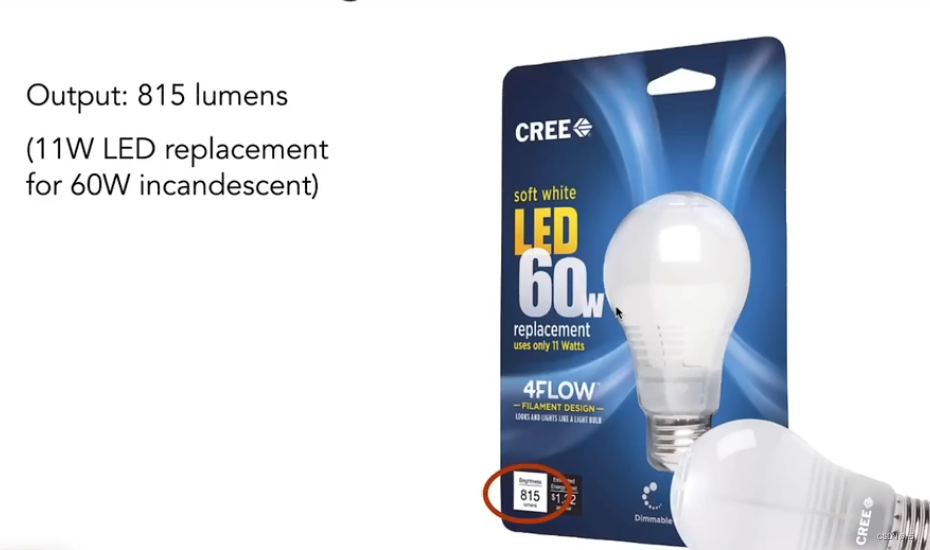 Output: 815 lumens
(11W LED replacement
for 60W incandescent)
CREE
soft white
LED
60W
replacement
uses only 11 Watts
4FLOW
FILAMENT DESIGN
LOOKS AND LIGHTS LIKE A LIGHT BULB
Brightness
815
lumens
Estimated
Dimmable
CREE